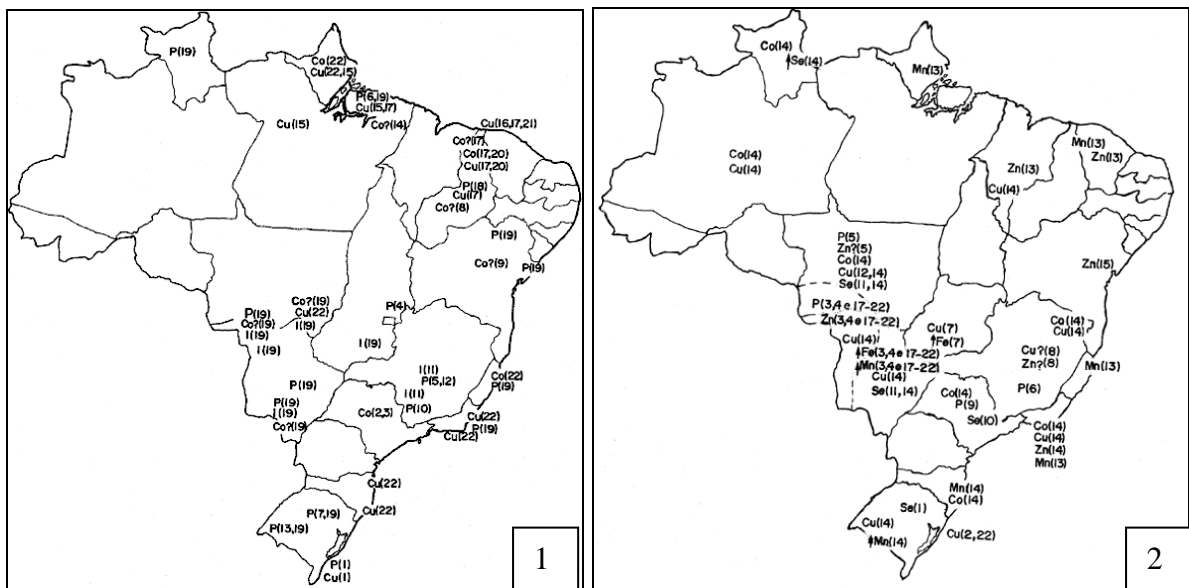 P(19)
Co(22)
Cu(22,15)
P(6,19)
Cu(15,17)
Cu(15)
Co?(14)
Cu(16,17,21)
Co?(17)
Co(17,20)
Cu(17,20)
P(18)
Cu(17)
Co?(8)
P(19)
Co?(9)
P(19)
P(4)
Co?(19)
Cu(22)
I(19)
P(19)
Co?(19)
I(19)
I(19)
I(19)
I(11)
P(5,12)
Co(22)
P(19)
P(19)
I(11)
P(10)
P(19)
I(19)
Co?(19)
Co(2,3)
Cu(22)
P(19)
Cu(22)
Cu(22)
Cu(22)
P(7,19)
P(13,19)
P(1)
Cu(1)
1
Co(14)
Se(14)
Mn(13)
Co(14)
Cu(14)
Zn(13)
Cu(14)
Mn(13)
Zn(13)
P(5)
Zn?(5)
Co(14)
Cu(12,14)
Se(11,14)
Zn(15)
P(3,4 e 17-22)
Zn(3,4 e 17-22)
Cu(14)
Fe(3,4 e 17-22)
Mn(3,4 e 17-22)
Cu(14)
Se(11,14)
Cu(7)
Fe(7)
Co(14)
Cu(14)
Cu?(8)
Zn?(8)
Mn(13)
P(6)
Co(14)
P(9)
Se(10)
Co(14)
Cu(14)
Zn(14)
Mn(13)
Mn(14)
Co(14)
Se(1)
Cu(14)
Mn(14)
Cu(2,22)
2